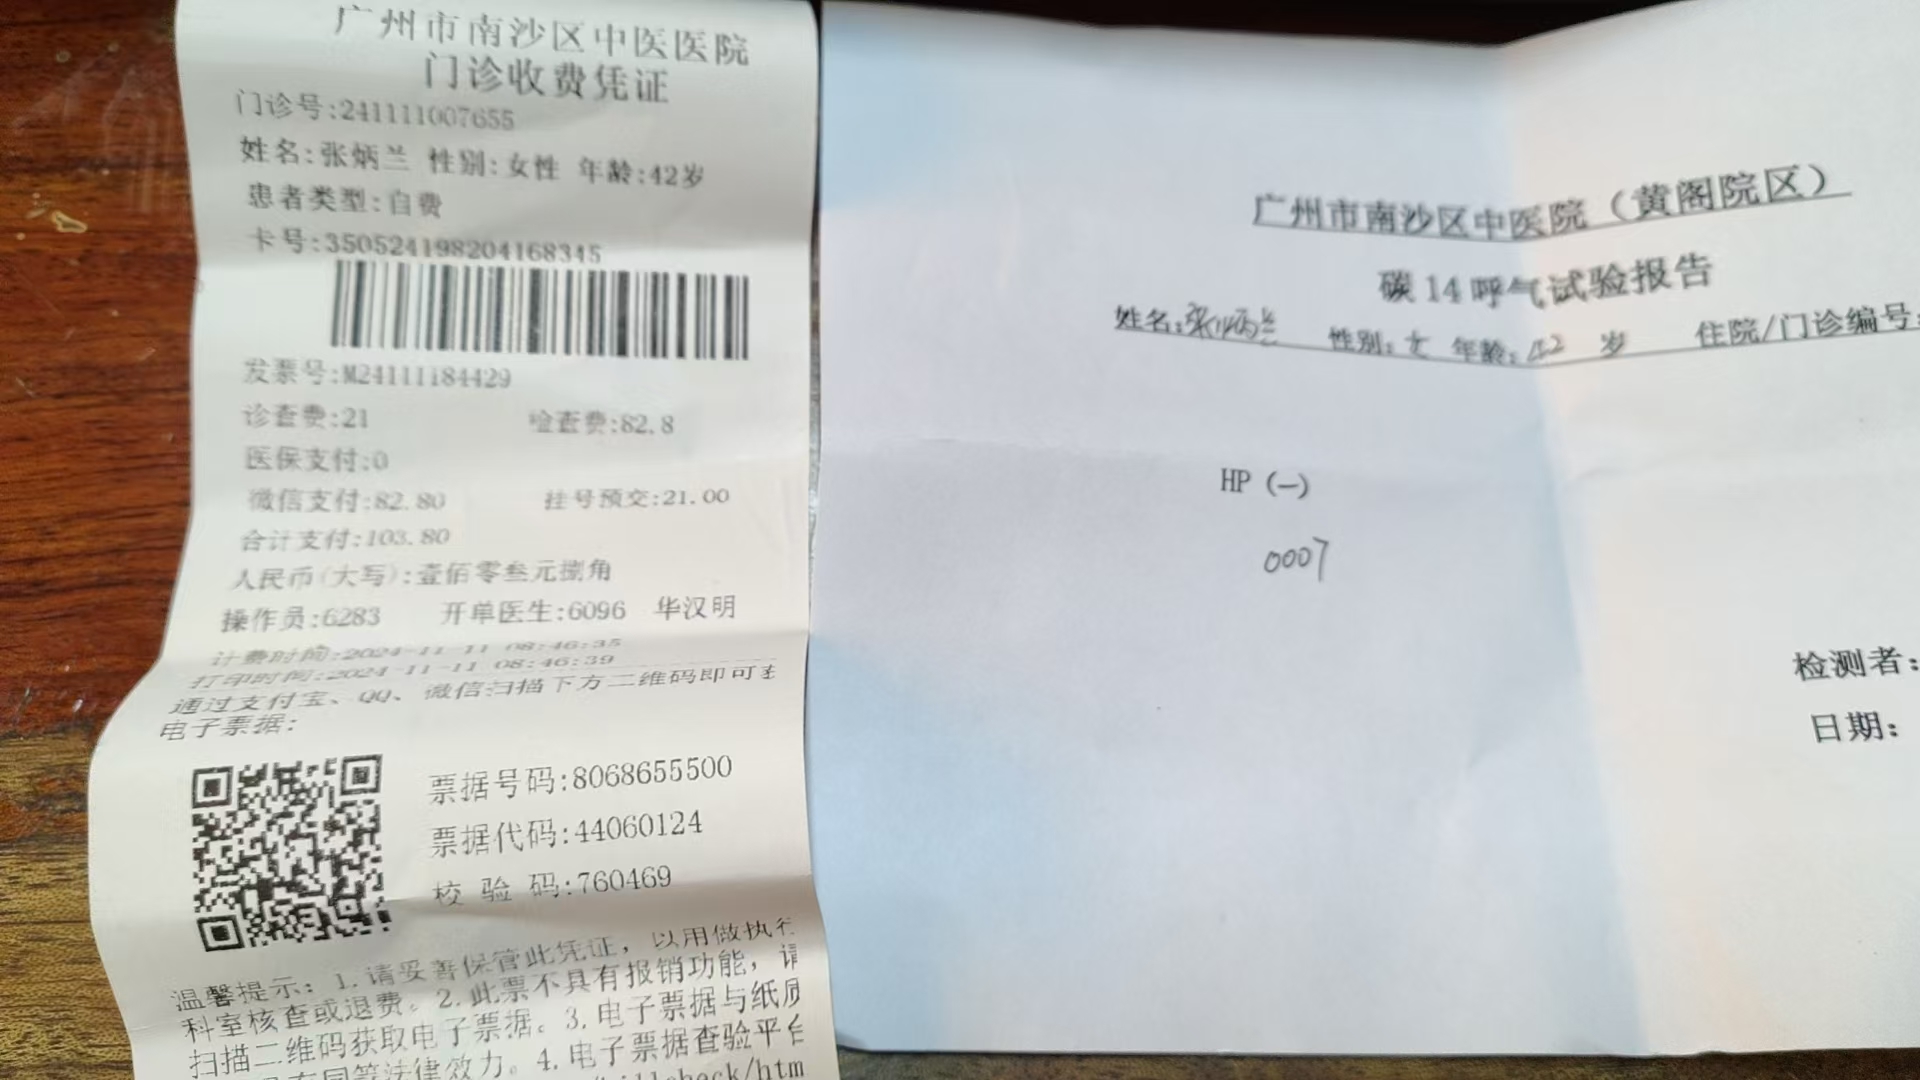 广州市南沙区中医医院
门诊收费凭证
门诊号:241111007655
姓名:张炳兰 性别:女性 年龄:42岁
患者类型:自费
卡号:350524198204168345
发票号:M24111184429
诊查费:21 检查费:82.8
医保支付:0
微信支付:82.80 挂号预交:21.00
合计支付:103.80
人民币(大写):壹佰零叁元捌角
操作员:6283 开单医生:6096 华汉明
计费时间:2024-11-11 08:46:35
打印时间:2024-11-11 08:46:39
通过支付宝、QQ、微信扫描下方二维码即可
电子票据:
票据号码:8068655500
票据代码:44060124
校 验 码:760469
温馨提示: 1.请妥善保管此凭证, 以用做执行
科室核查或退费。2.此票不具有报销功能, 请
扫描二维码获取电子票据。3.电子票据与纸质
具有同等法律效力。4.电子票据查验平台
billcheck/htm
广州市南沙区中医院（黄阁院区）
碳 14 呼气试验报告
姓名:张炳兰 性别: 女 年龄: 42 岁 住院/门诊编号:
HP (—)
0007
检测者:
日期: